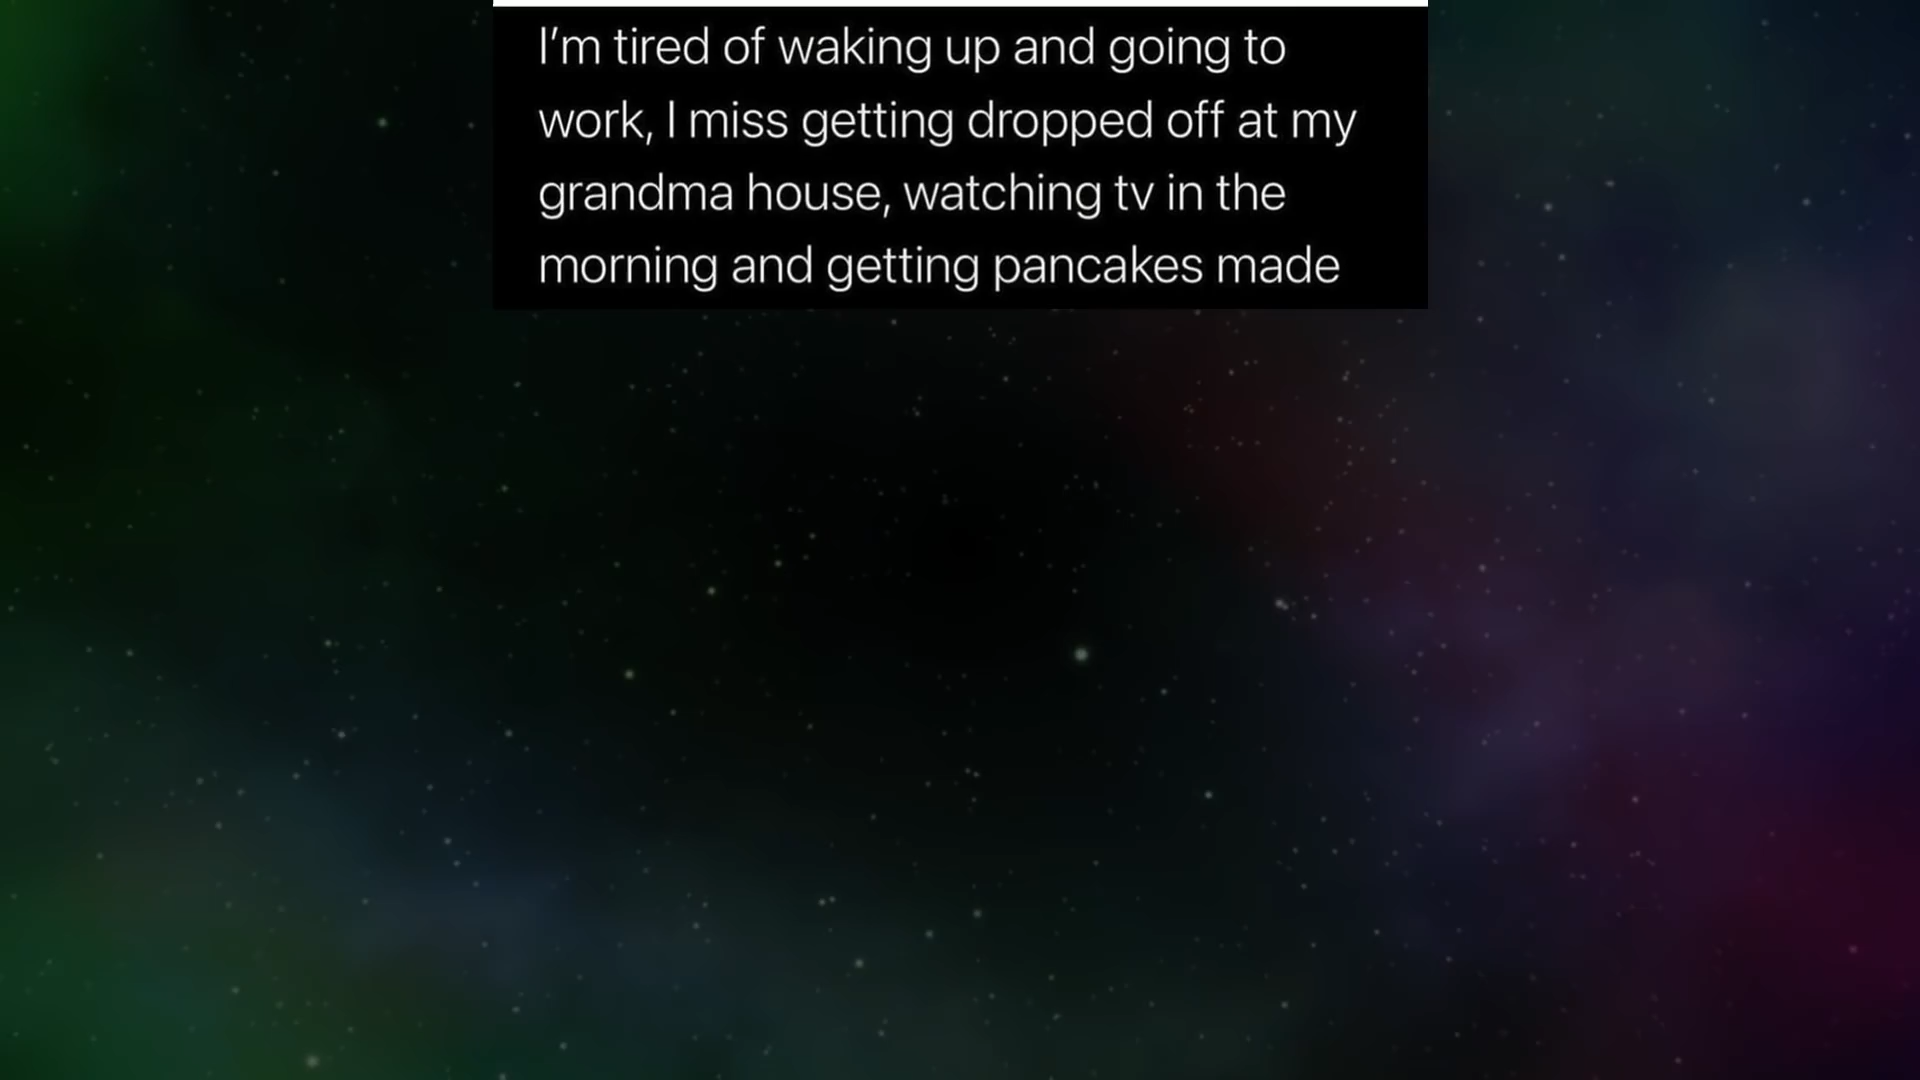 I'm tired of waking up and going to
work, I miss getting dropped off at my
grandma house, watching tv in the
morning and getting pancakes made